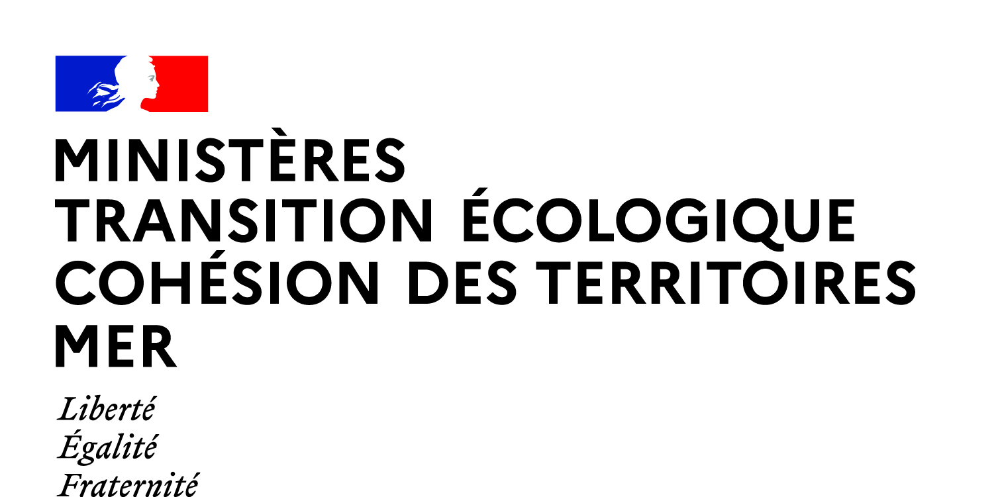 MINISTÈRES
TRANSITION ÉCOLOGIQUE
COHÉSION DES TERRITOIRES
MER
Liberté
Égalité
Fraternité